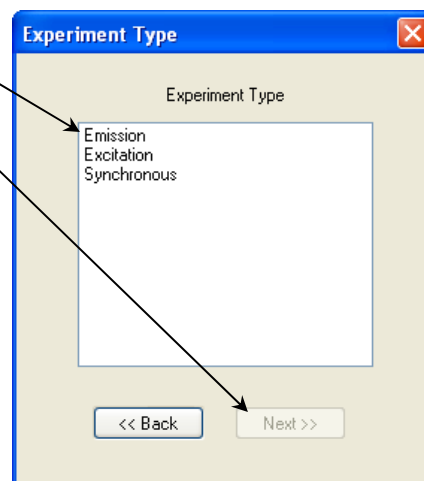 Experiment Type
Experiment Type
Emission
Excitation
Synchronous
<< Back
Next >>